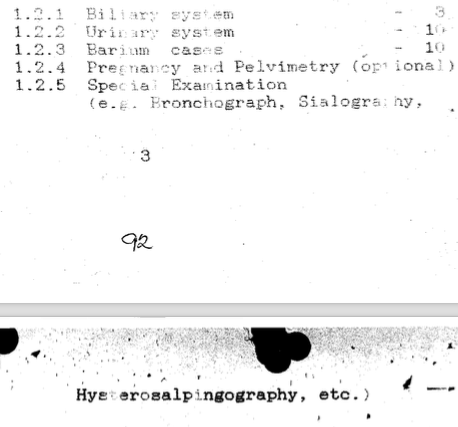 1.2.1 Biliary system - 3
1.2.2 Urinary system - 10
1.2.3 Barium cases - 10
1.2.4 Pregnancy and Pelvimetry (optional)
1.2.5 Special Examination
(e.g. Bronchograph, Sialography,
3
92
Hysterosalpingography, etc.)